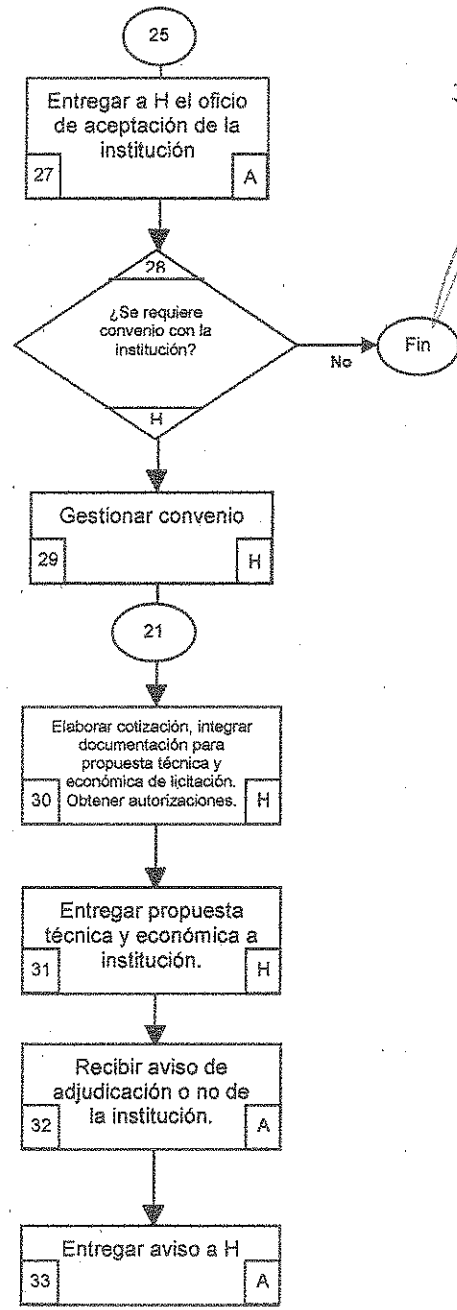 25
Entregar a H el oficio
de aceptación de la
institución
27
A
28
¿Se requiere
convenio con la
institución?
H
No
Fin
Gestionar convenio
29
H
21
Elaborar cotización, integrar
documentación para
propuesta técnica y
económica de licitación.
Obtener autorizaciones.
30
H
Entregar propuesta
técnica y económica a
institución.
31
H
Recibir aviso de
adjudicación o no de
la institución.
32
A
Entregar aviso a H
33
A